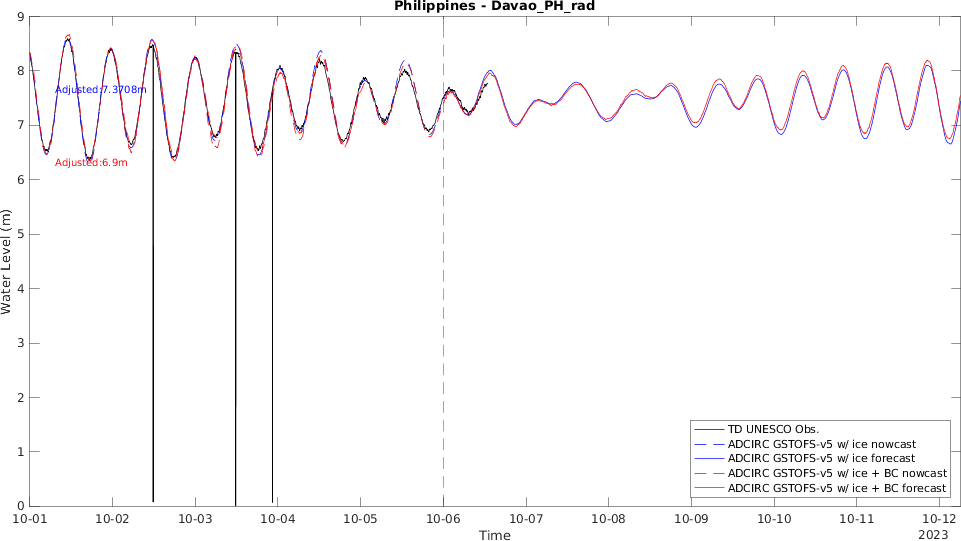 Philippines - Davao_PH_rad
9
8
7
6
5
4
3
2
1
0
Water Level (m)
Adjusted:7.3708m
Adjusted:6.9m
TD UNESCO Obs.
ADCIRC GSTOFS-v5 w/ ice nowcast
ADCIRC GSTOFS-v5 w/ ice forecast
ADCIRC GSTOFS-v5 w/ ice + BC nowcast
ADCIRC GSTOFS-v5 w/ ice + BC forecast
10-01 10-02 10-03 10-04 10-05 10-06 10-07 10-08 10-09 10-10 10-11 10-12
Time
2023